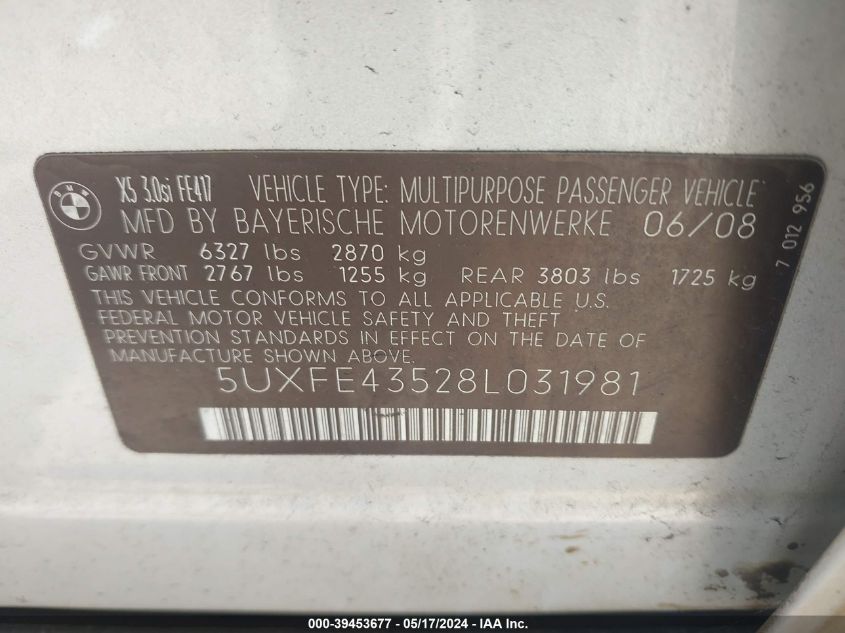 BMW
X5 3.0si FE417 VEHICLE TYPE: MULTIPURPOSE PASSENGER VEHICLE
MFD BY BAYERISCHE MOTORENWERKE 06/08
GVWR 6327 lbs 2870 kg
GAWR FRONT 2767 lbs 1255 kg REAR 3803 lbs 1725 kg
THIS VEHICLE CONFORMS TO ALL APPLICABLE U.S.
FEDERAL MOTOR VEHICLE SAFETY AND THEFT
PREVENTION STANDARDS IN EFFECT ON THE DATE OF
MANUFACTURE SHOWN ABOVE.
5UXFE43528L031981
7 012 956
000-39453677 - 05/17/2024 - IAA Inc.